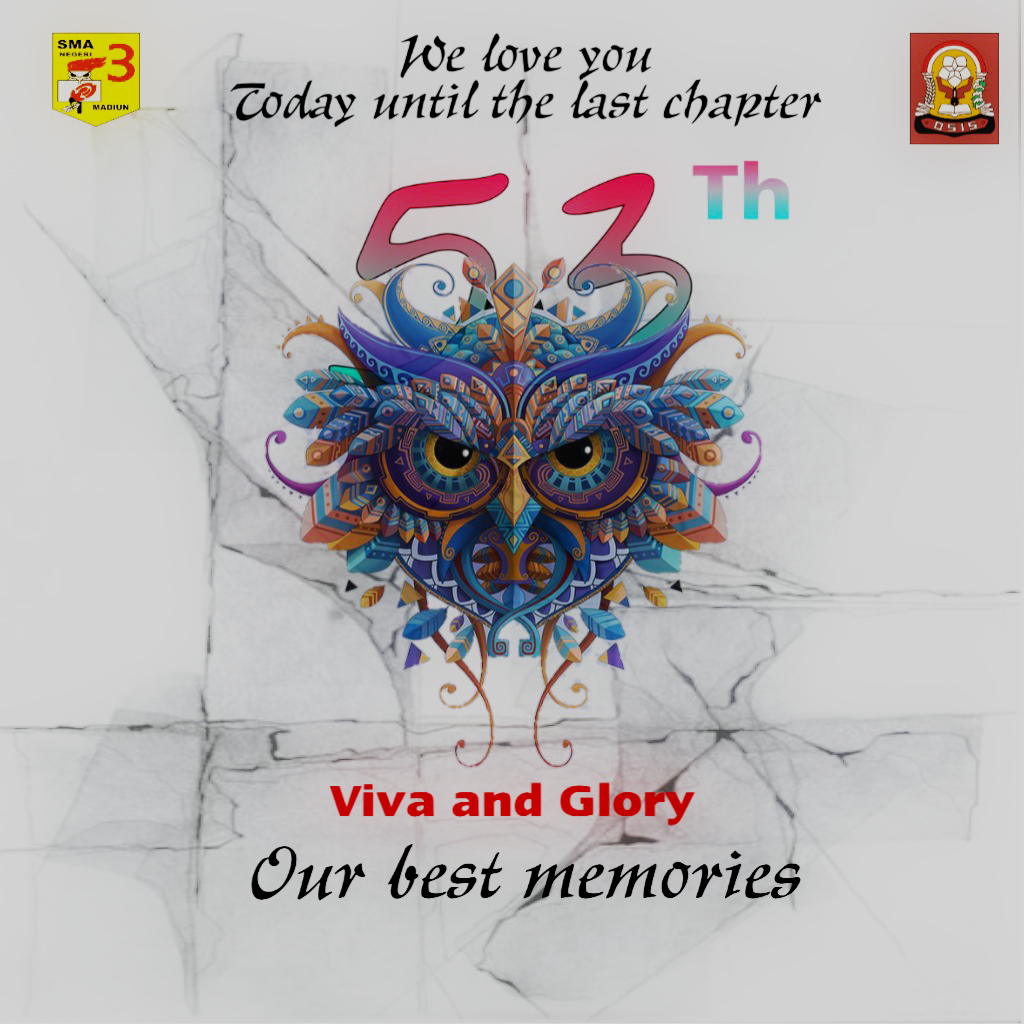 SMA
NEGERI
3
MADIUN
We love you
Today until the last chapter
OSIS
53 Th
Viva and Glory
Our best memories